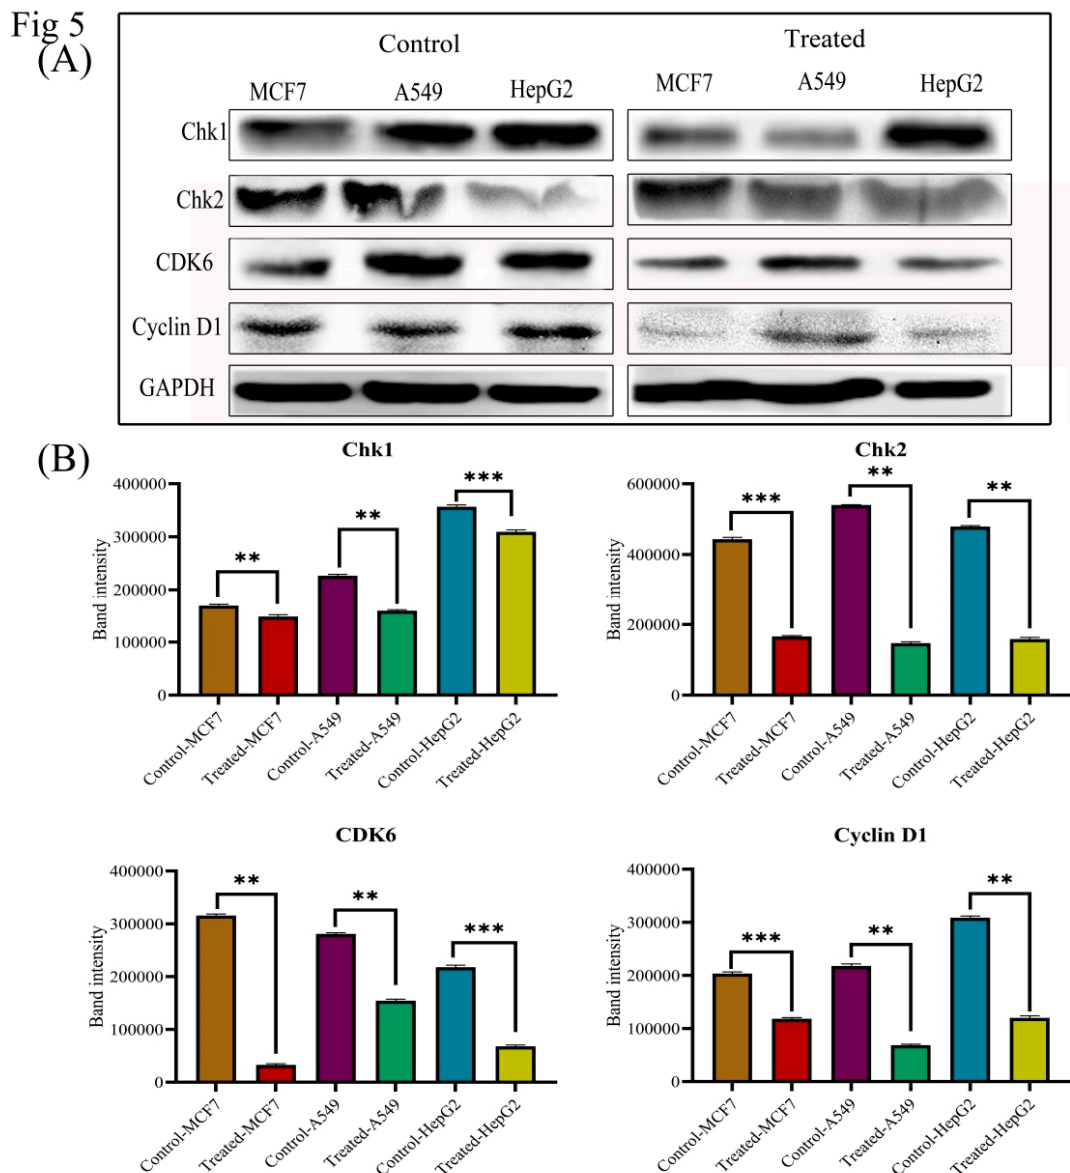 Fig 5
(A)
Control
Treated
MCF7 A549 HepG2
MCF7 A549 HepG2
Chk1
Chk2
CDK6
Cyclin D1
GAPDH
(B)
Chk1
Band intensity
400000
300000
200000
100000
0
** ** ***
Control-MCF7
Treated-MCF7
Control-A549
Treated-A549
Control-HepG2
Treated-HepG2
Chk2
Band intensity
600000
400000
200000
0
*** ** **
Control-MCF7
Treated-MCF7
Control-A549
Treated-A549
Control-HepG2
Treated-HepG2
CDK6
Band intensity
400000
300000
200000
100000
0
** ** ***
Control-MCF7
Treated-MCF7
Control-A549
Treated-A549
Control-HepG2
Treated-HepG2
Cyclin D1
Band intensity
400000
300000
200000
100000
0
*** ** **
Control-MCF7
Treated-MCF7
Control-A549
Treated-A549
Control-HepG2
Treated-HepG2